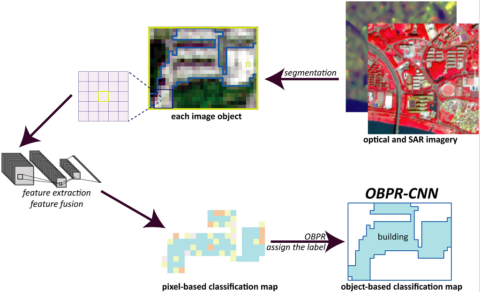 segmentation
each image object
optical and SAR imagery
feature extraction
feature fusion
OBPR-CNN
OBPR
assign the label
building
pixel-based classification map
object-based classification map